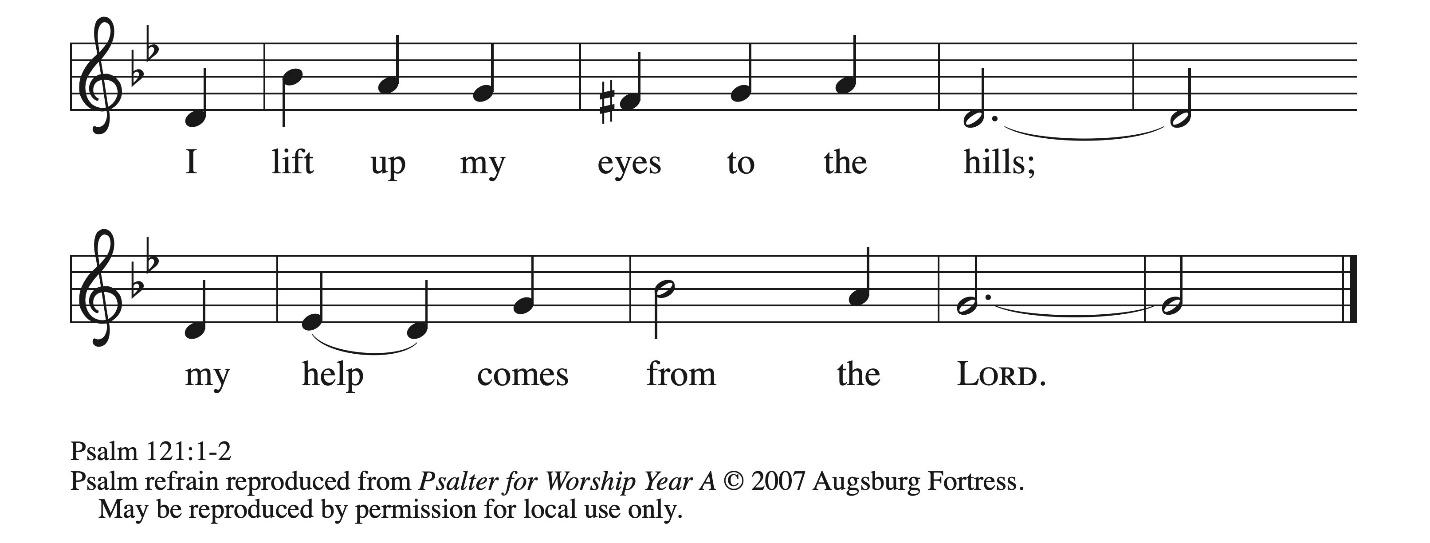 I lift up my eyes to the hills;
my help comes from the LORD.
Psalm 121:1-2
Psalm refrain reproduced from Psalter for Worship Year A © 2007 Augsburg Fortress.
May be reproduced by permission for local use only.